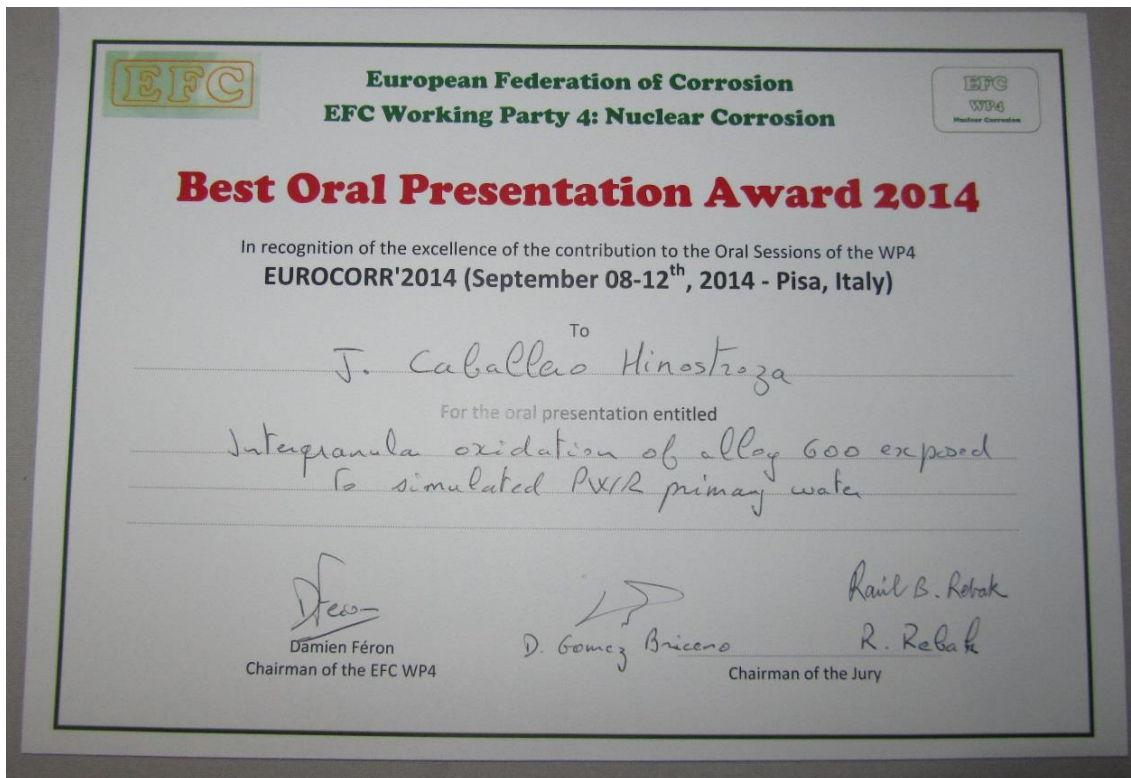 EFC
European Federation of Corrosion
EFC Working Party 4: Nuclear Corrosion
EFC
WP4
Nuclear Corrosion
Best Oral Presentation Award 2014
In recognition of the excellence of the contribution to the Oral Sessions of the WP4
EUROCORR'2014 (September 08-12th, 2014 - Pisa, Italy)
To
J. Caballero Hinostroza
For the oral presentation entitled
Intergranular oxidation of alloy 600 exposed
to simulated PWR primary water
Raúl B. Rebak
D. Gomez Briceno R. Rebak
Damien Féron
Chairman of the EFC WP4
Chairman of the Jury